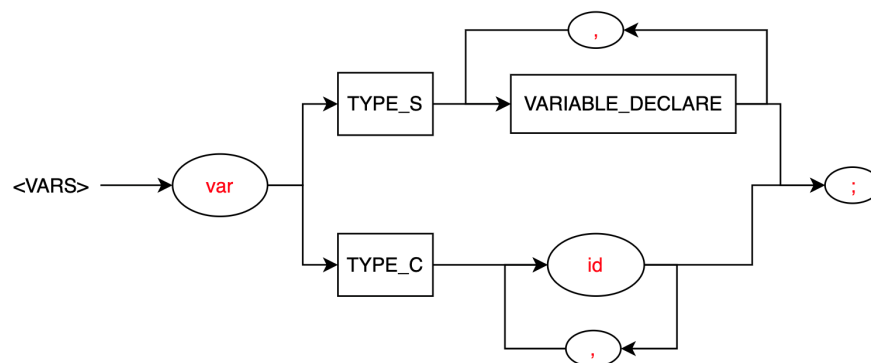 ,
TYPE_S
VARIABLE_DECLARE
<VARS>
var
;
TYPE_C
id
,